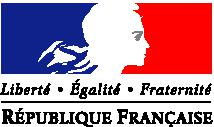 Liberté • Égalité • Fraternité
RÉPUBLIQUE FRANÇAISE